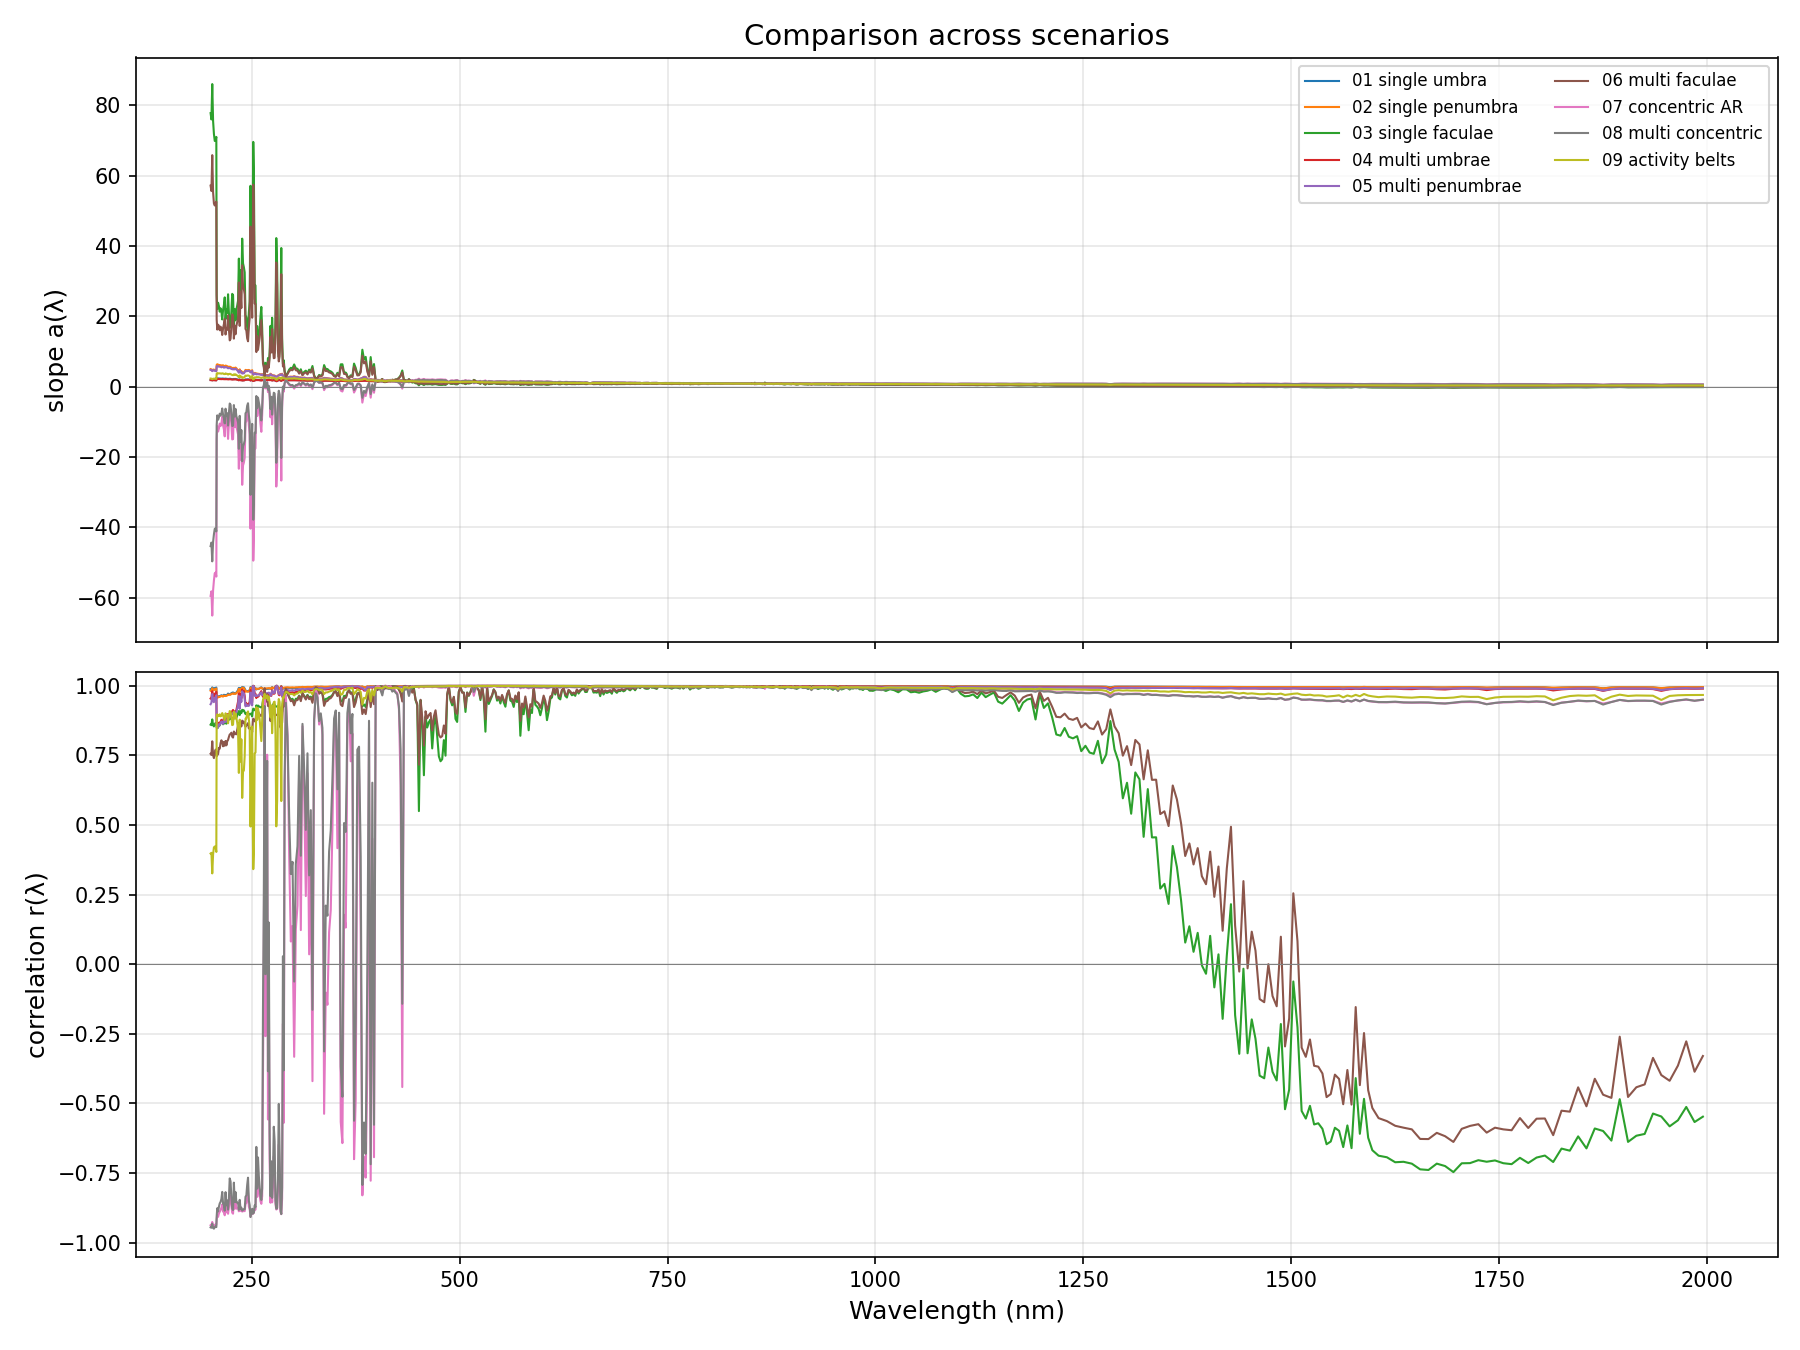 Comparison across scenarios
01 single umbra
02 single penumbra
03 single faculae
04 multi umbrae
05 multi penumbrae
06 multi faculae
07 concentric AR
08 multi concentric
09 activity belts
slope a(λ)
80
60
40
20
0
−20
−40
−60
correlation r(λ)
1.00
0.75
0.50
0.25
0.00
−0.25
−0.50
−0.75
−1.00
250 500 750 1000 1250 1500 1750 2000
Wavelength (nm)